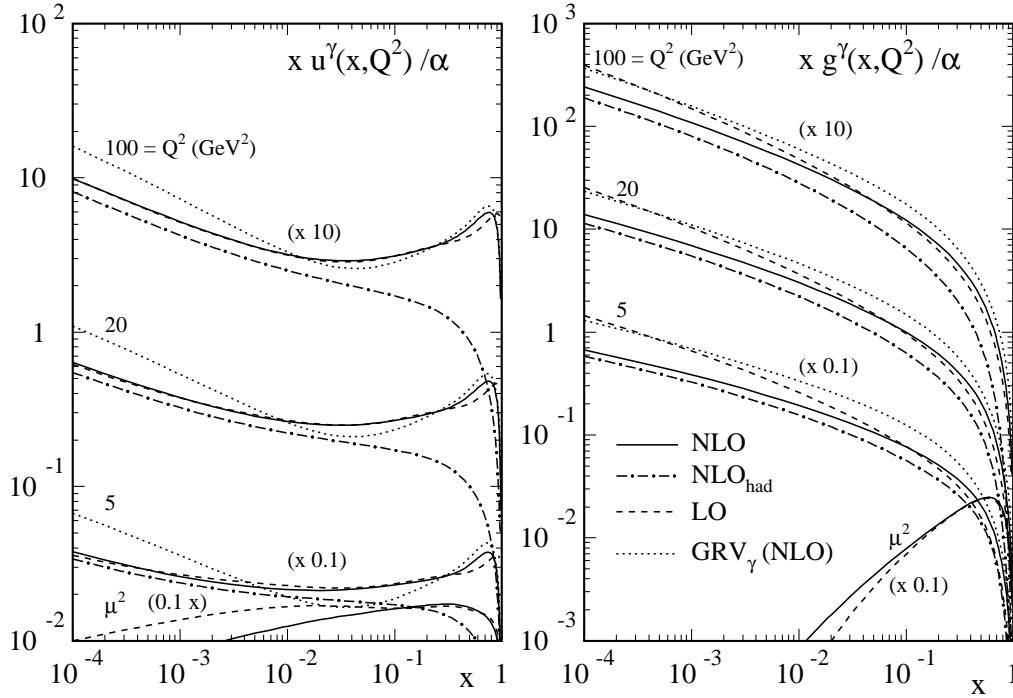 x u^γ(x,Q^2) /α
10^2
10
1
10^-1
10^-2
100 = Q^2 (GeV^2)
(x 10)
20
5
(x 0.1)
μ^2
(0.1 x)
10^-4
10^-3
10^-2
10^-1
x
1
x g^γ(x,Q^2)/α
10^3
10^2
10
1
10^-1
10^-2
10^-3
100 = Q^2 (GeV^2)
(x 10)
20
5
(x 0.1)
NLO
NLO_had
LO
GRV_γ (NLO)
μ^2
(x 0.1)
10^-4
10^-3
10^-2
10^-1
x
1